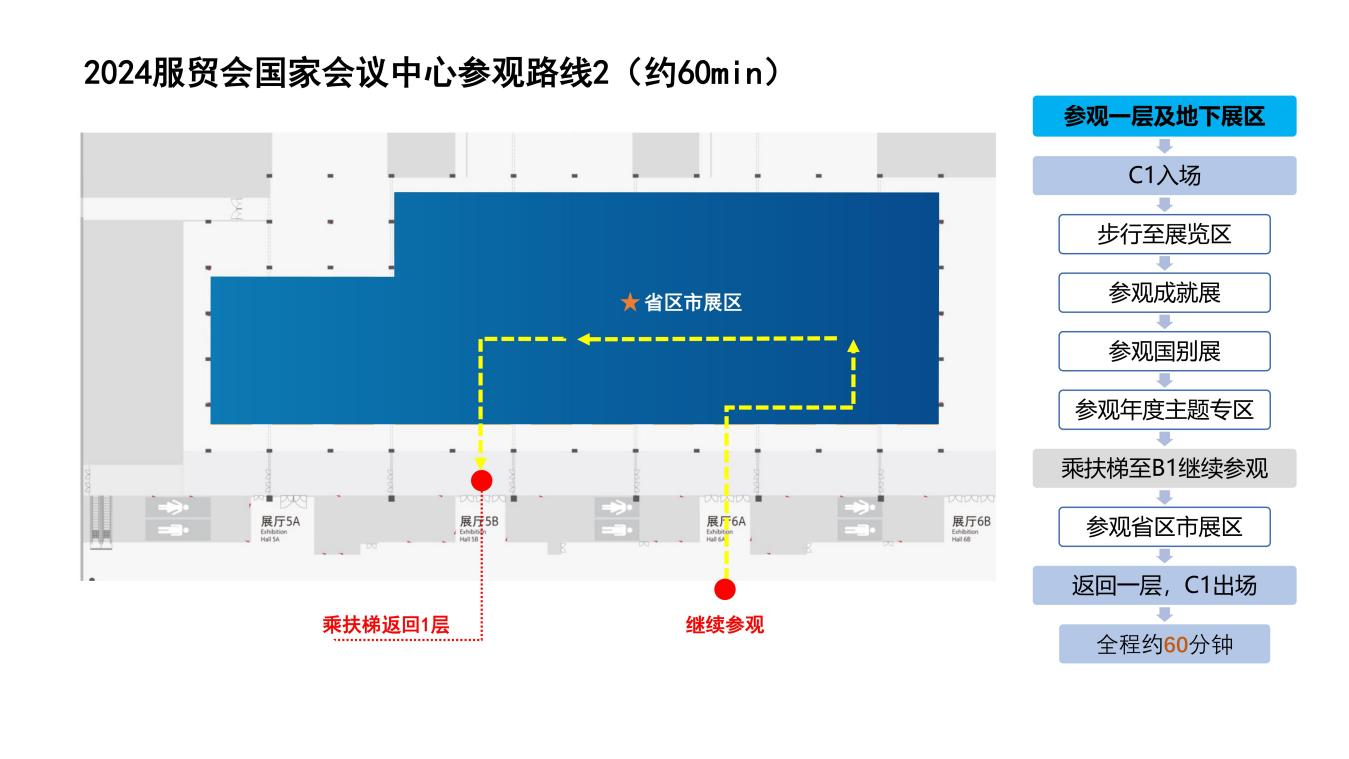 2024服贸会国家会议中心参观路线2（约60min）
省区市展区
展厅5A
Exhibition
Hall 5A
展厅5B
Exhibition
Hall 5B
展厅6A
Exhibition
Hall 6A
展厅6B
Exhibition
Hall 6B
乘扶梯返回1层
继续参观
参观一层及地下展区
C1入场
步行至展览区
参观成就展
参观国别展
参观年度主题专区
乘扶梯至B1继续参观
参观省区市展区
返回一层，C1出场
全程约60分钟